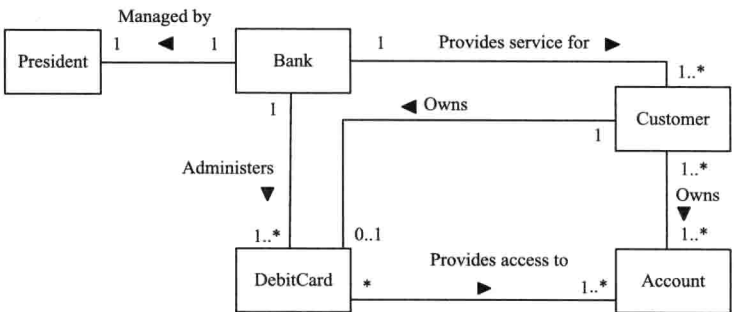 Managed by
1 1
President
Bank
1 Provides service for
1..*
1
Owns
Customer
1
Administers
1..*
Owns
1..*
0..1
1..*
DebitCard
Provides access to
*
1..*
Account